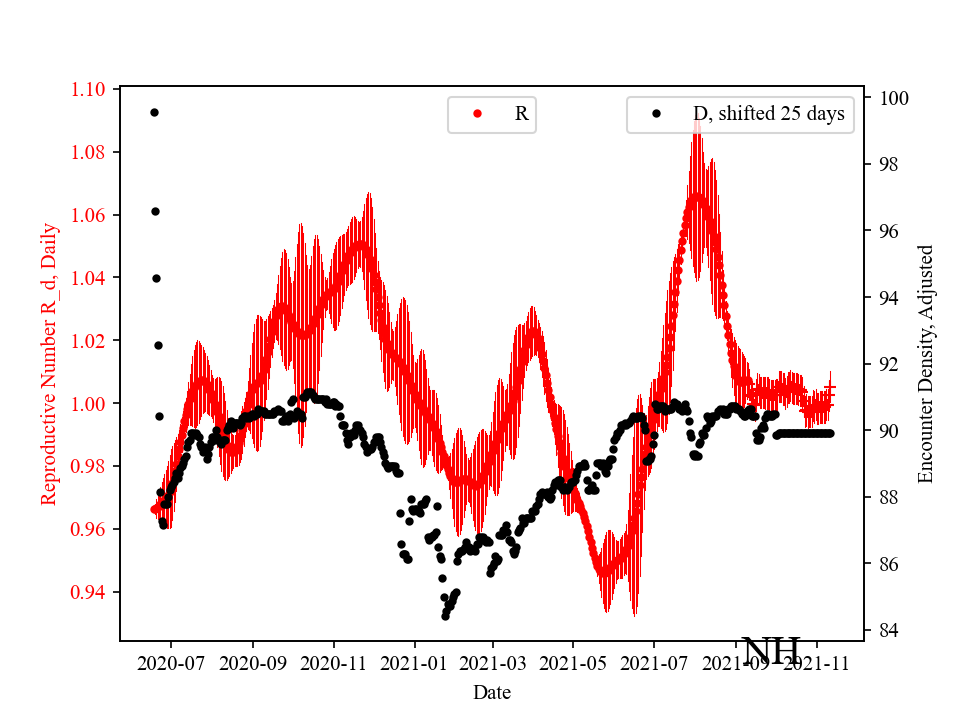 R
D, shifted 25 days
Reproductive Number R_d, Daily
1.10
1.08
1.06
1.04
1.02
1.00
0.98
0.96
0.94
100
98
96
94
92
90
88
86
84
Encounter Density, Adjusted
2020-07 2020-09 2020-11 2021-01 2021-03 2021-05 2021-07 2021-09 2021-11
NH
Date